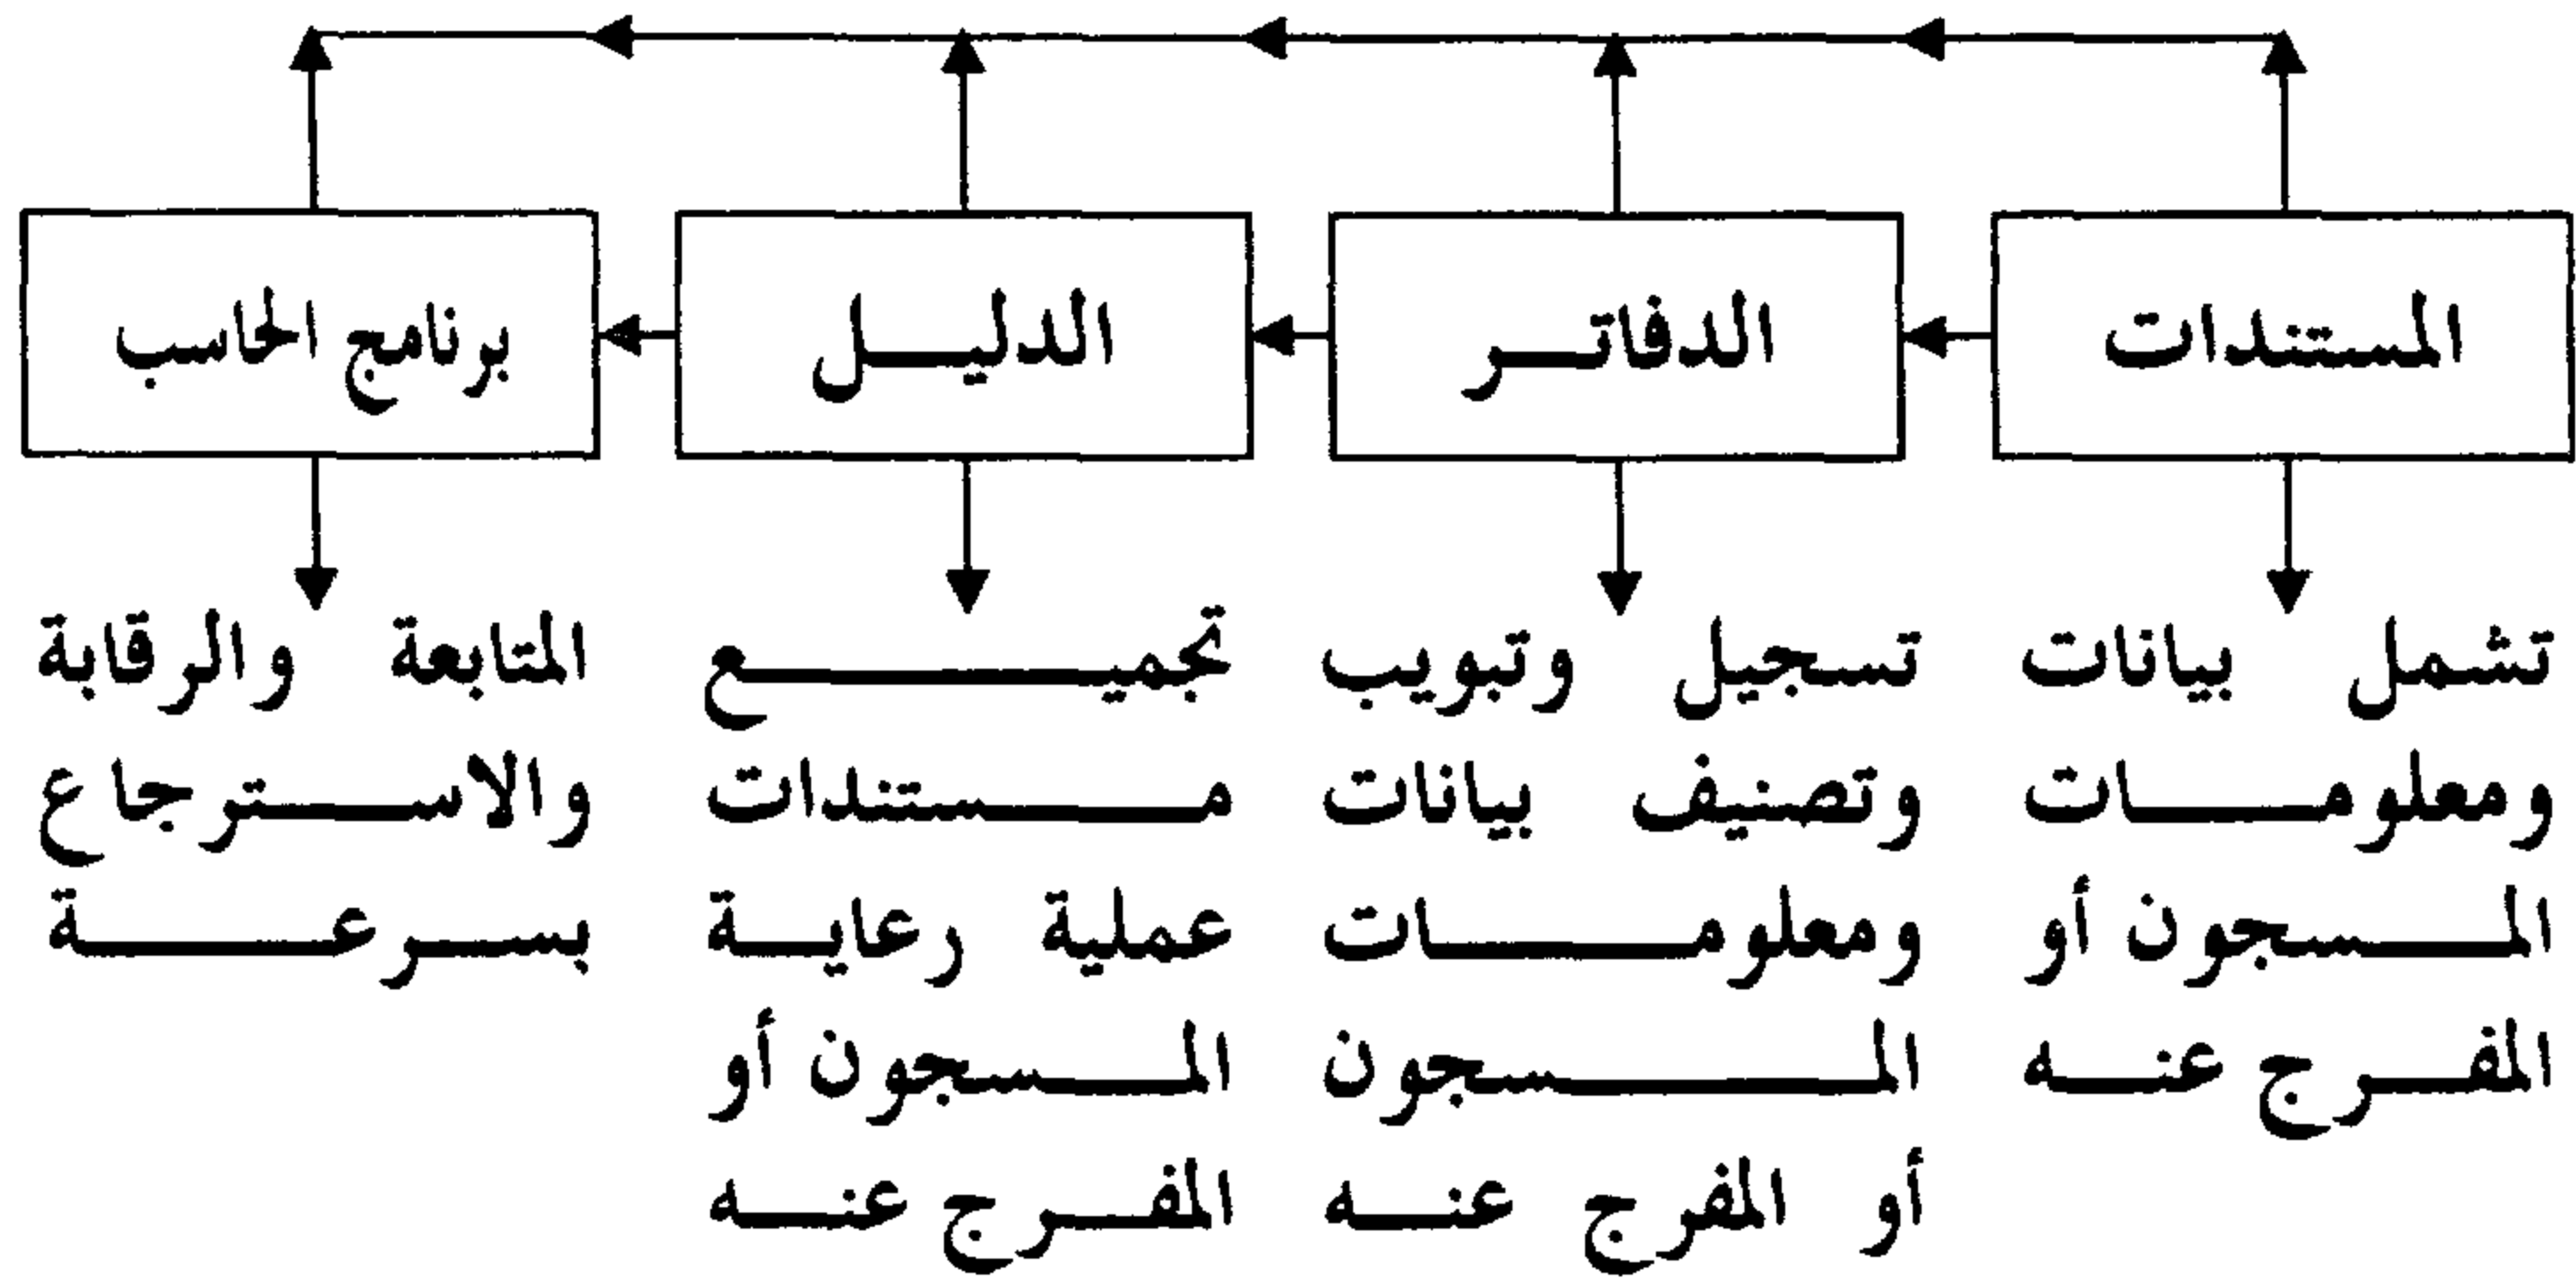 المستندات
الدفاتر
الدليل
برنامج الحاسب
تشمل بيانات
ومعلومات
المسجون أو
المفرج عنه
تسجيل وتبويب
وتصنيف بيانات
ومعلومات
المسجون
أو المفرج عنه
تجميع
مستندات
عملية رعاية
المسجون أو
المفرج عنه
المتابعة والرقابة
والاسترجاع
بسرعة